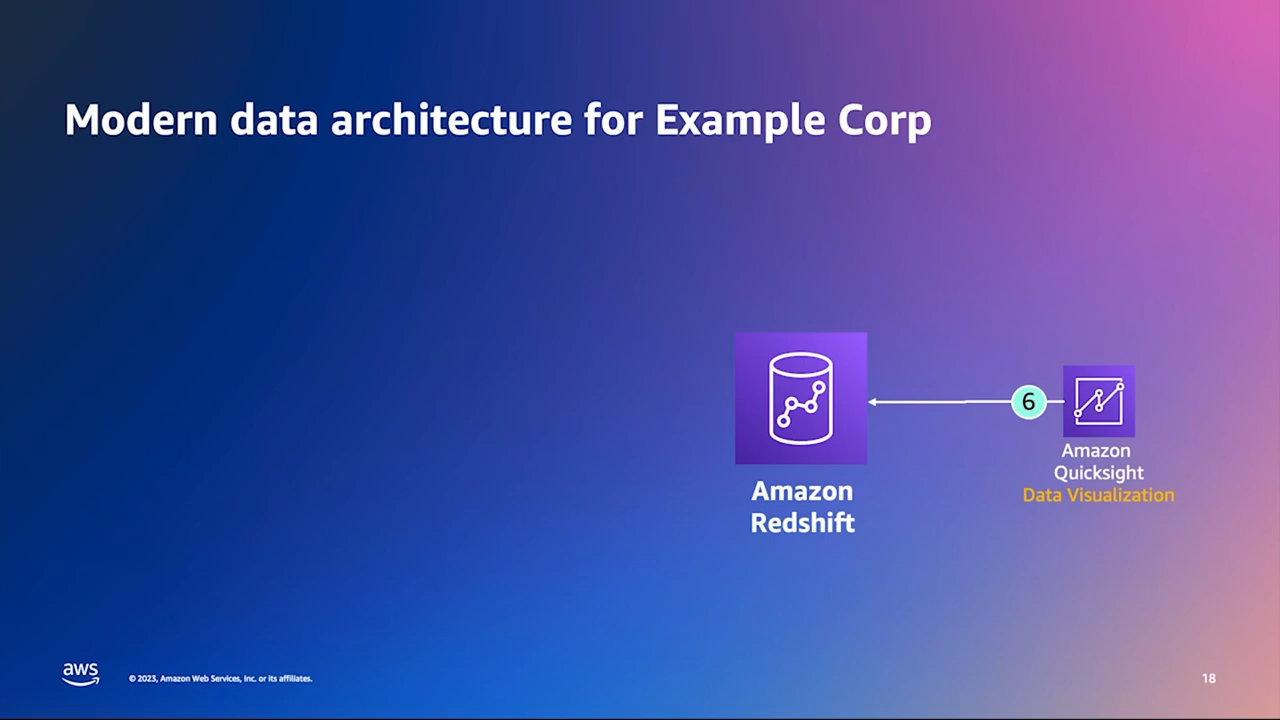 Modern data architecture for Example Corp
6
Amazon
Redshift
Amazon
Quicksight
Data Visualization
aws
© 2023, Amazon Web Services, Inc. or its affiliates.
18